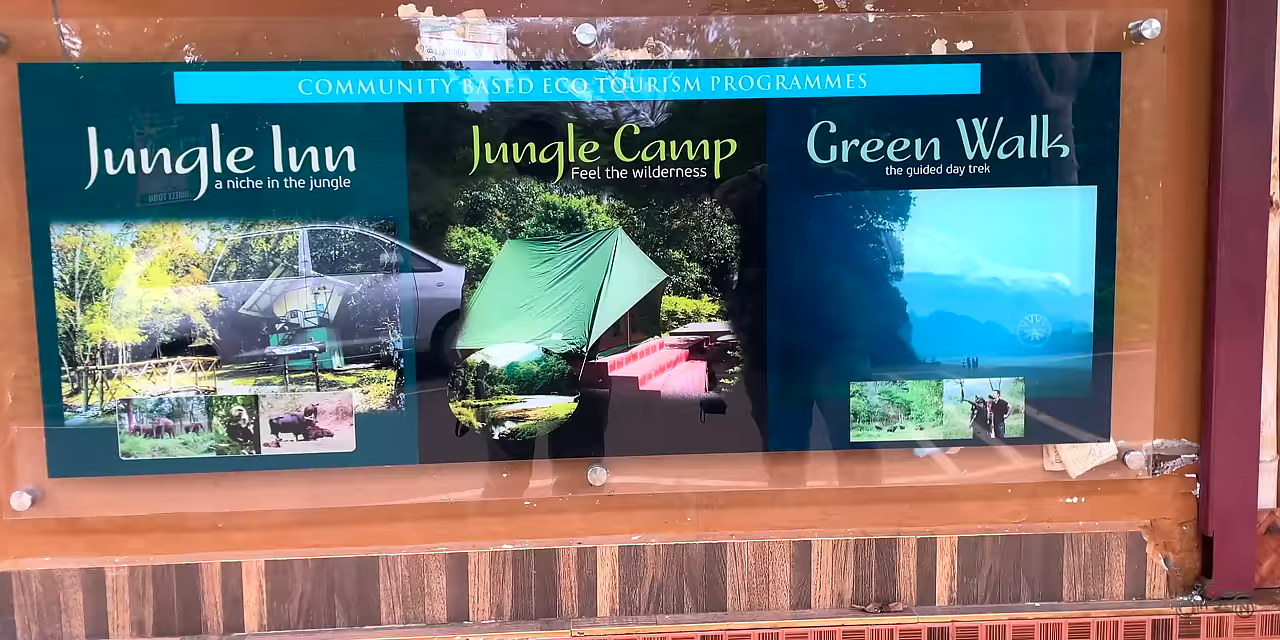 COMMUNITY BASED ECO TOURISM PROGRAMMES
Jungle Inn
a niche in the jungle
Jungle Camp
Feel the wilderness
Green Walk
the guided day trek